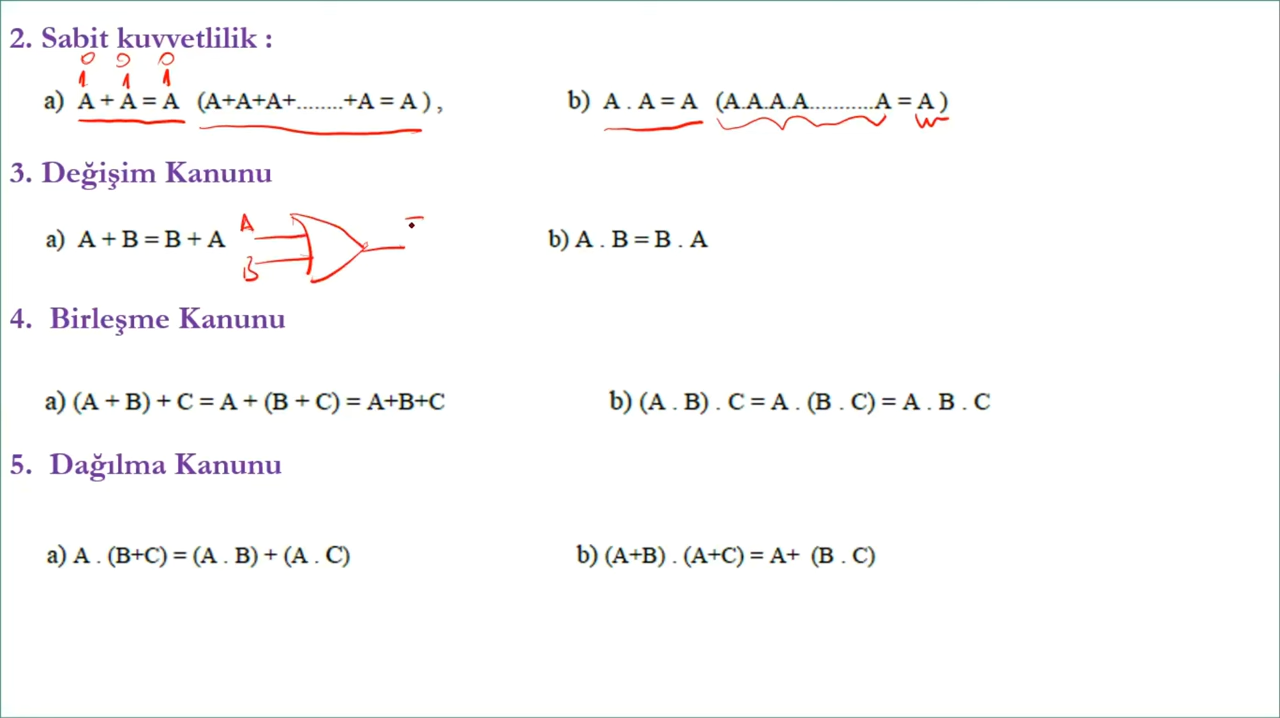 2. Sabit kuvvetlilik :
0 0 0
1 1 1
a) A + A = A (A+A+A+........+A = A ) , b) A . A = A (A.A.A.A...........A = A )
3. Değişim Kanunu
A
a) A + B = B + A b) A . B = B . A
B
4. Birleşme Kanunu
a) (A + B) + C = A + (B + C) = A+B+C b) (A . B) . C = A . (B . C) = A . B . C
5. Dağılma Kanunu
a) A . (B+C) = (A . B) + (A . C) b) (A+B) . (A+C) = A+ (B . C)